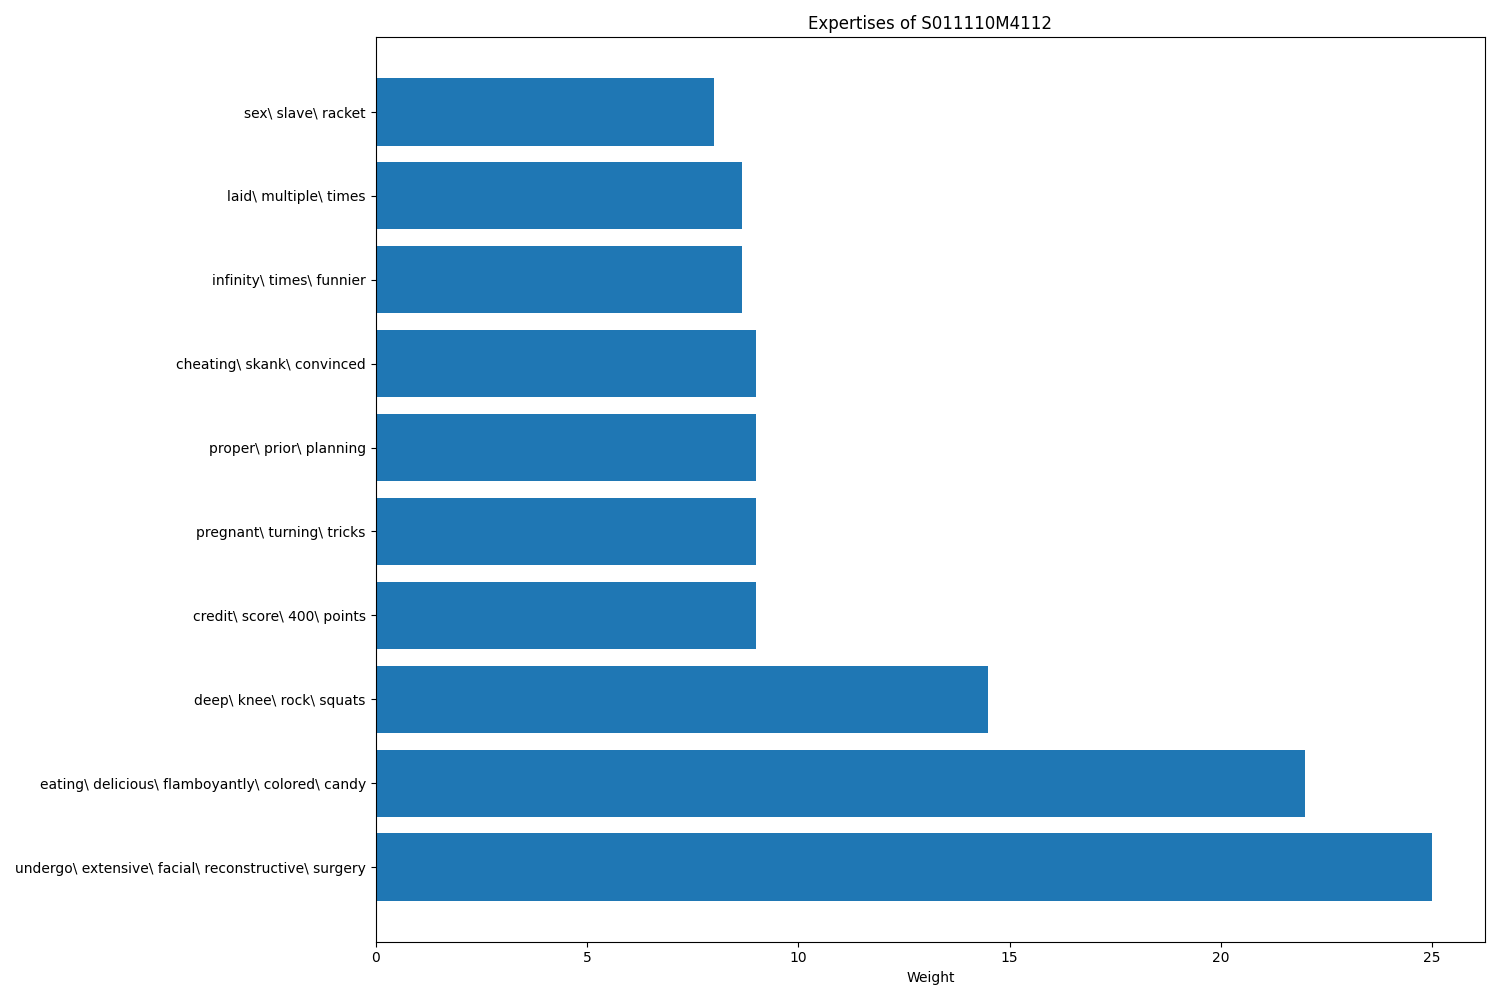 Expertises of S011110M4112
sex\ slave\ racket
laid\ multiple\ times
infinity\ times\ funnier
cheating\ skank\ convinced
proper\ prior\ planning
pregnant\ turning\ tricks
credit\ score\ 400\ points
deep\ knee\ rock\ squats
eating\ delicious\ flamboyantly\ colored\ candy
undergo\ extensive\ facial\ reconstructive\ surgery
0 5 10 15 20 25
Weight